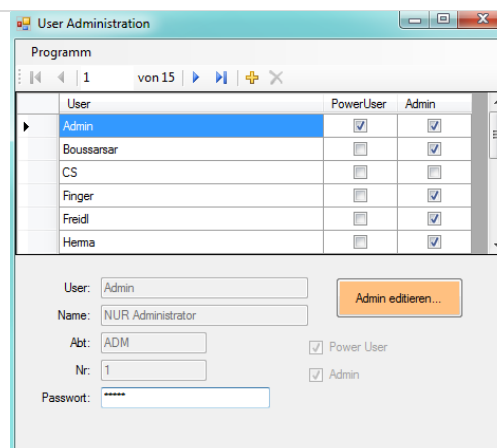 User Administration
Programm
1 von 15
User PowerUser Admin
Admin
Boussarsar
CS
Finger
Freidl
Herma
User: Admin
Admin editieren...
Name: NUR Administrator
Abt: ADM
Power User
Nr: 1
Admin
Passwort: *****